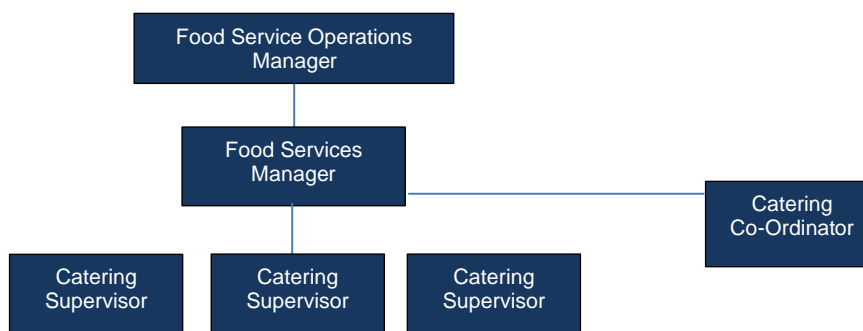 Food Service Operations
Manager
Food Services
Manager
Catering
Co-Ordinator
Catering
Supervisor
Catering
Supervisor
Catering
Supervisor